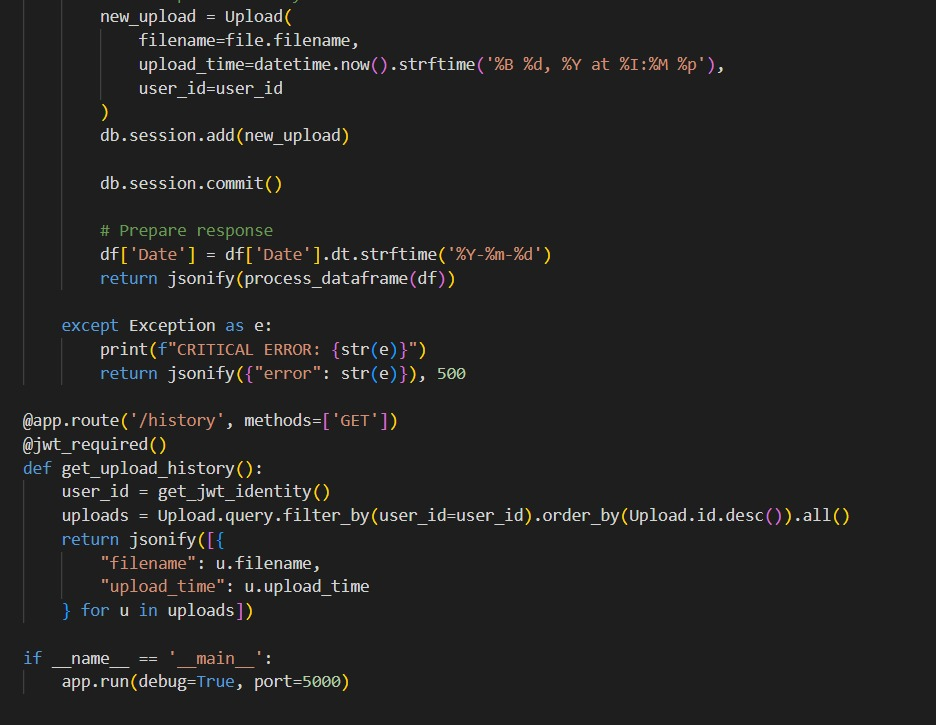 new_upload = Upload(
filename=file.filename,
upload_time=datetime.now().strftime('%B %d, %Y at %I:%M %p'),
user_id=user_id
)
db.session.add(new_upload)
db.session.commit()
# Prepare response
df['Date'] = df['Date'].dt.strftime('%Y-%m-%d')
return jsonify(process_dataframe(df))
except Exception as e:
print(f"CRITICAL ERROR: {str(e)}")
return jsonify({"error": str(e)}), 500
@app.route('/history', methods=['GET'])
@jwt_required()
def get_upload_history():
user_id = get_jwt_identity()
uploads = Upload.query.filter_by(user_id=user_id).order_by(Upload.id.desc()).all()
return jsonify([{
"filename": u.filename,
"upload_time": u.upload_time
} for u in uploads])
if __name__ == '__main__':
app.run(debug=True, port=5000)